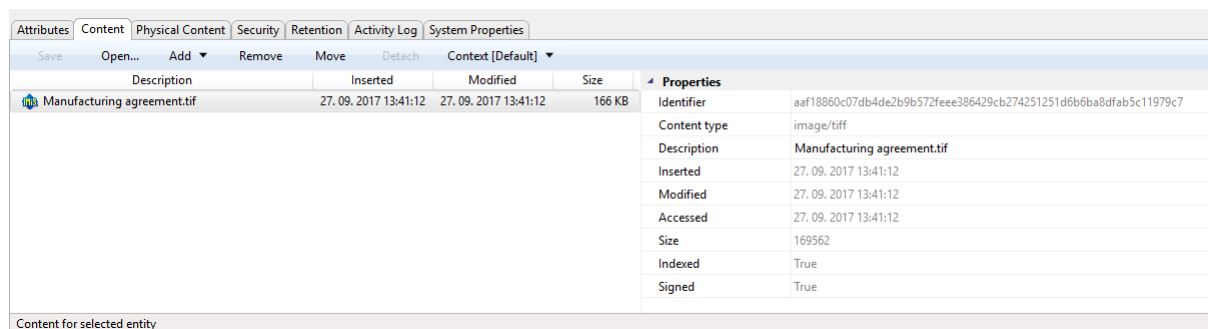 Attributes Content Physical Content Security Retention Activity Log System Properties
Save Open... Add Remove Move Detach Context [Default]
Description Inserted Modified Size Properties
Manufacturing agreement.tif 27. 09. 2017 13:41:12 27. 09. 2017 13:41:12 166 KB Identifier aaf18860c07db4de2b9b572feee386429cb274251251d6b6ba8dfab5c11979c7
Content type image/tiff
Description Manufacturing agreement.tif
Inserted 27. 09. 2017 13:41:12
Modified 27. 09. 2017 13:41:12
Accessed 27. 09. 2017 13:41:12
Size 169562
Indexed True
Signed True
Content for selected entity